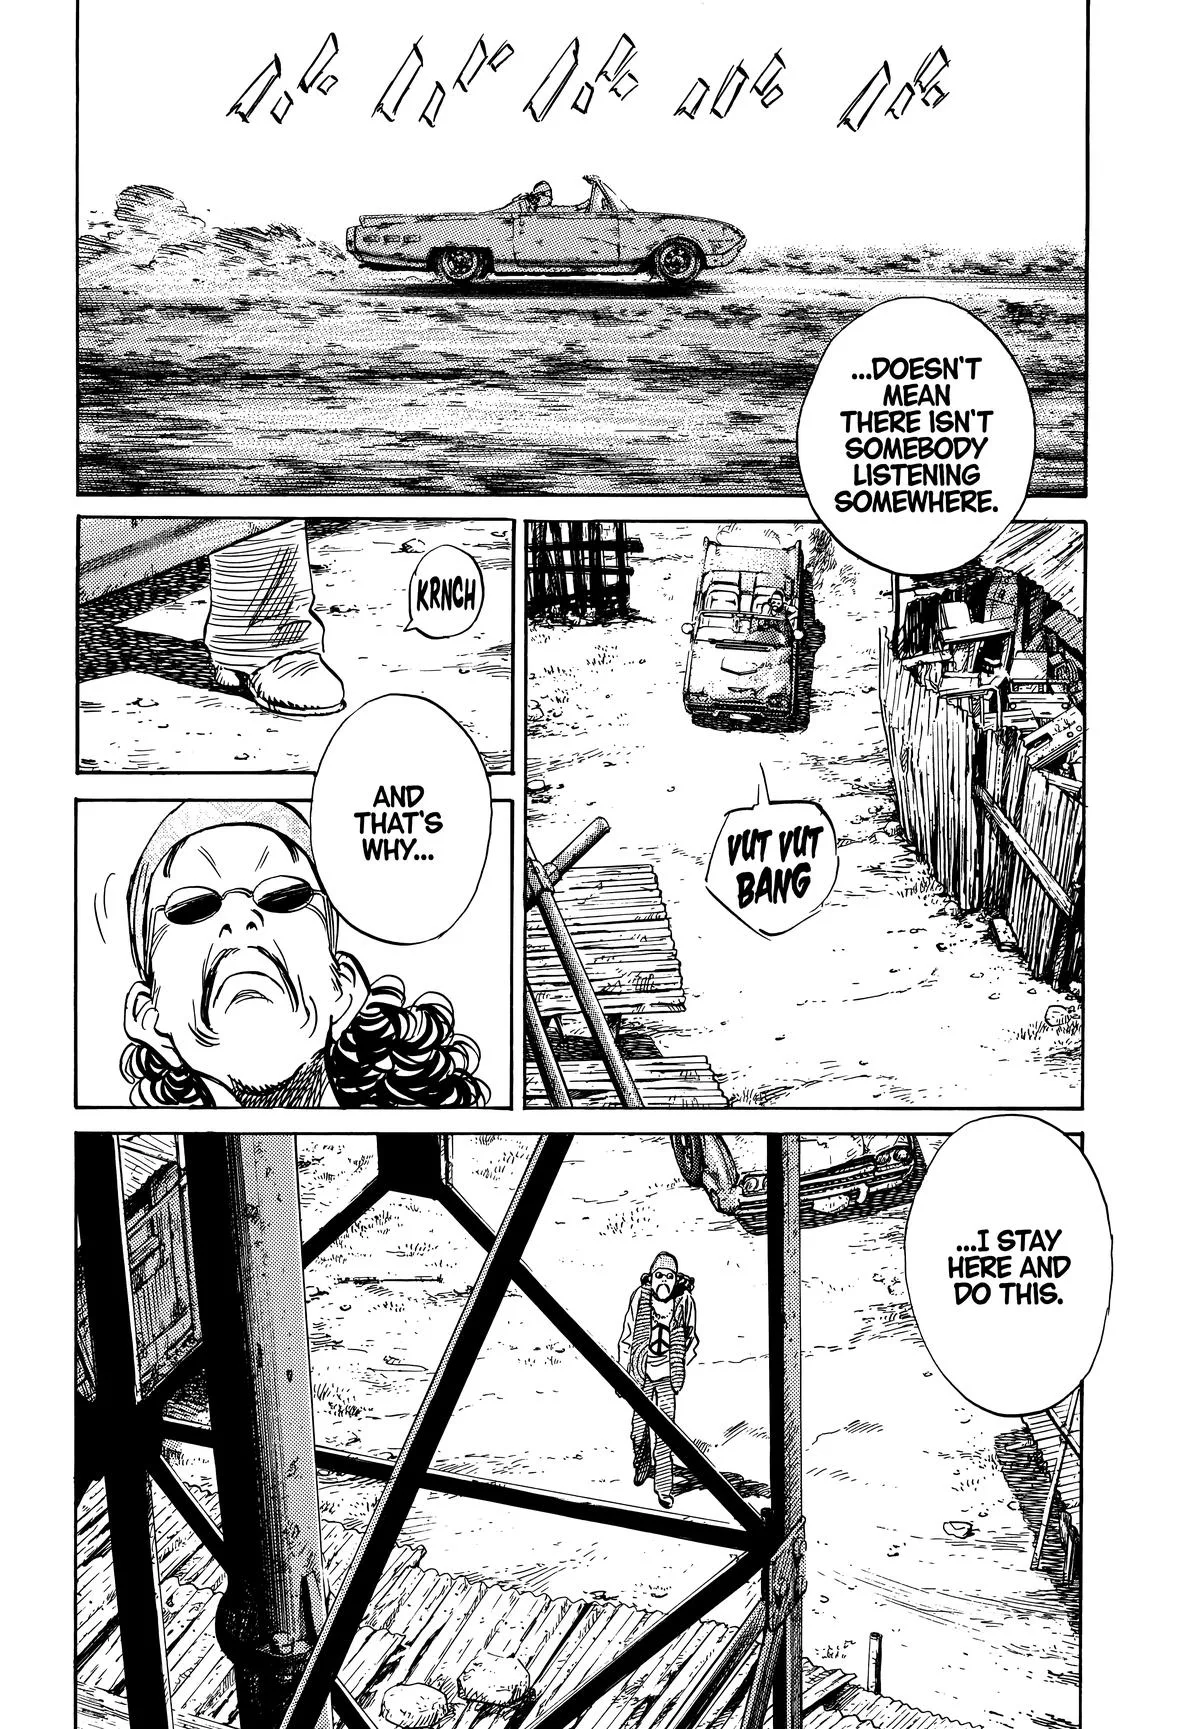 ...DOESN'T
MEAN
THERE ISN'T
SOMEBODY
LISTENING
SOMEWHERE.
VUT VUT
BANG
KRNCH
AND
THAT'S
WHY...
...I STAY
HERE AND
DO THIS.